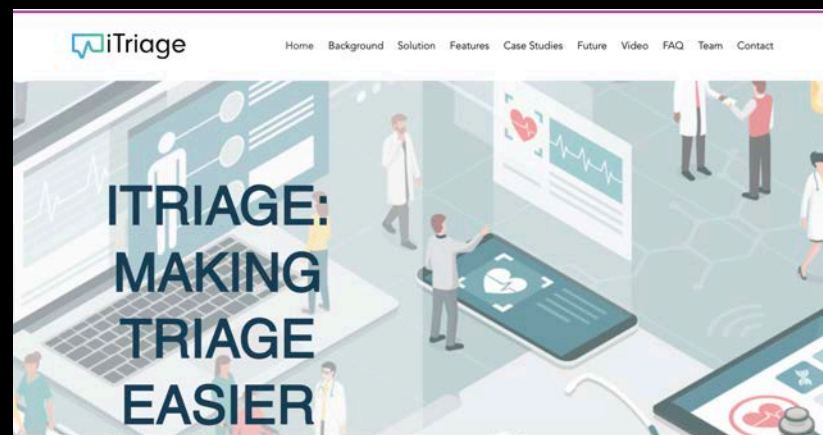 iTriage
Home Background Solution Features Case Studies Future Video FAQ Team Contact
ITRIAGE:
MAKING
TRIAGE
EASIER